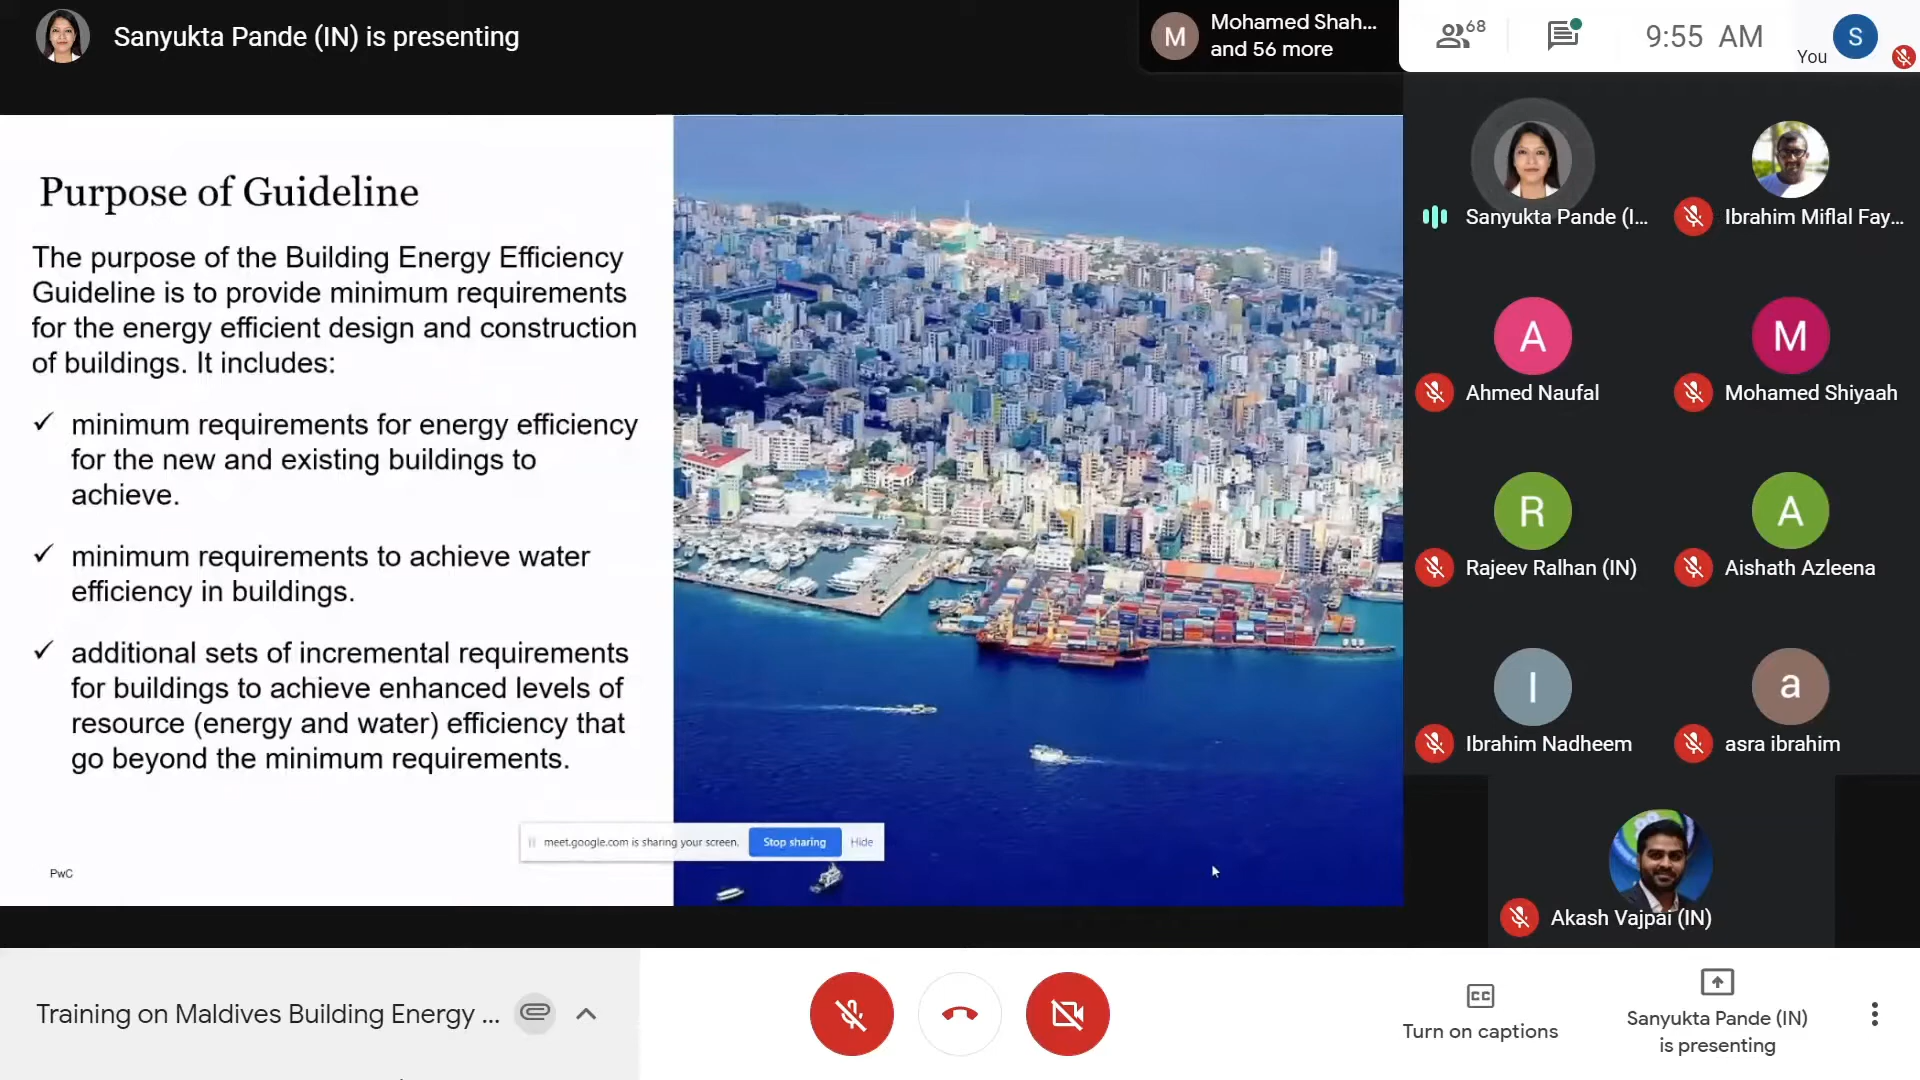 Sanyukta Pande (IN) is presenting
M
Mohamed Shah...
and 56 more
68
9:55 AM
You
S
Purpose of Guideline
The purpose of the Building Energy Efficiency
Guideline is to provide minimum requirements
for the energy efficient design and construction
of buildings. It includes:
✓ minimum requirements for energy efficiency
for the new and existing buildings to
achieve.
✓ minimum requirements to achieve water
efficiency in buildings.
✓ additional sets of incremental requirements
for buildings to achieve enhanced levels of
resource (energy and water) efficiency that
go beyond the minimum requirements.
meet.google.com is sharing your screen.
Stop sharing
Hide
PwC
Sanyukta Pande (I...
Ibrahim Miflal Fay...
A
Ahmed Naufal
M
Mohamed Shiyaah
R
Rajeev Ralhan (IN)
A
Aishath Azleena
I
Ibrahim Nadheem
a
asra ibrahim
Akash Vajpai (IN)
Training on Maldives Building Energy ...
CC
Turn on captions
Sanyukta Pande (IN)
is presenting